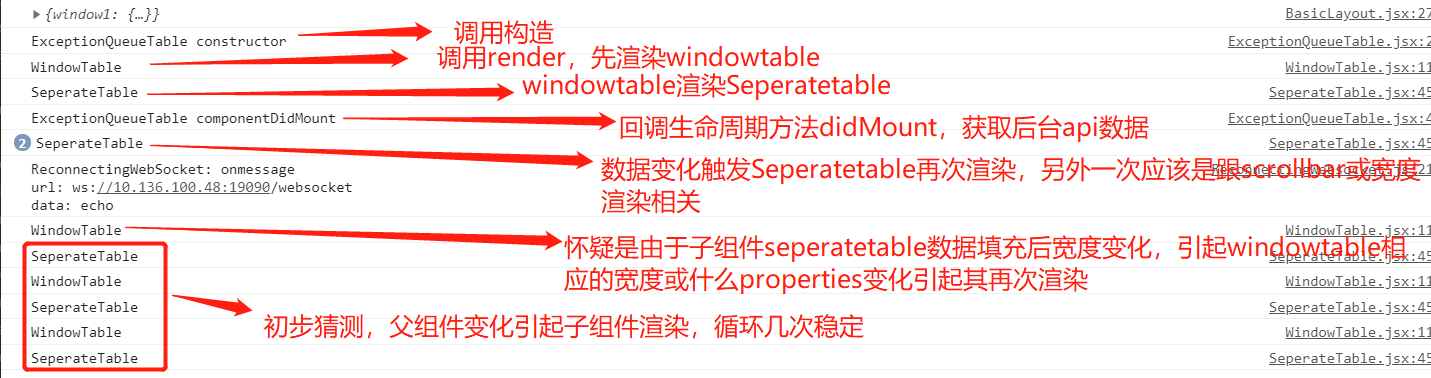 ▶ {window1: {…}}
BasicLayout.jsx:27
调用构造
ExceptionQueueTable constructor
ExceptionQueueTable.jsx:2
调用render，先渲染windowtable
WindowTable
WindowTable.jsx:11
windowtable渲染Seperatetable
SeperateTable
SeperateTable.jsx:45
ExceptionQueueTable componentDidMount
ExceptionQueueTable.jsx:4
回调生命周期方法didMount，获取后台api数据
2 SeperateTable
SeperateTable.jsx:45
ReconnectingWebSocket: onmessage
数据变化触发Seperatetable再次渲染，另外一次应该是跟scrollbar或宽度
渲染相关
url: ws://10.136.100.48:19090/websocket
data: echo
WindowTable
WindowTable.jsx:11
怀疑是由于子组件seperatetable数据填充后宽度变化，引起windowtable相
应的宽度或什么properties变化引起其再次渲染
SeperateTable
SeperateTable.jsx:45
WindowTable
WindowTable.jsx:11
SeperateTable
SeperateTable.jsx:45
初步猜测，父组件变化引起子组件渲染，循环几次稳定
WindowTable
WindowTable.jsx:11
SeperateTable
SeperateTable.jsx:45